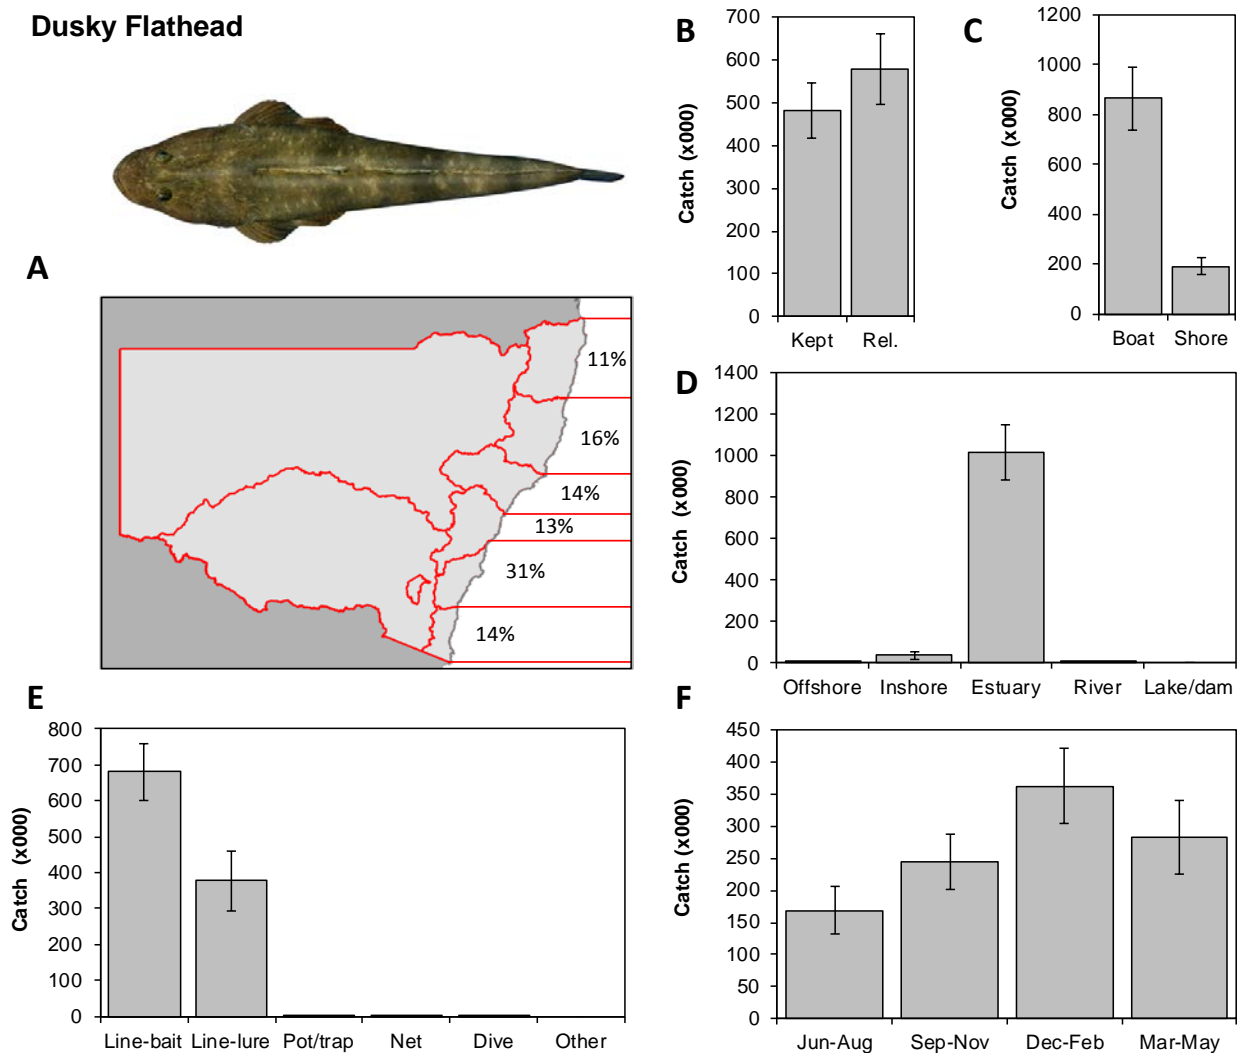 Dusky Flathead
A
11%
16%
14%
13%
31%
14%
B
Catch (x000)
700
600
500
400
300
200
100
0
Kept Rel.
C
Catch (x000)
1200
1000
800
600
400
200
0
Boat Shore
D
Catch (x000)
1400
1200
1000
800
600
400
200
0
Offshore Inshore Estuary River Lake/dam
E
Catch (x000)
800
700
600
500
400
300
200
100
0
Line-bait Line-lure Pot/trap Net Dive Other
F
Catch (x000)
450
400
350
300
250
200
150
100
50
0
Jun-Aug Sep-Nov Dec-Feb Mar-May